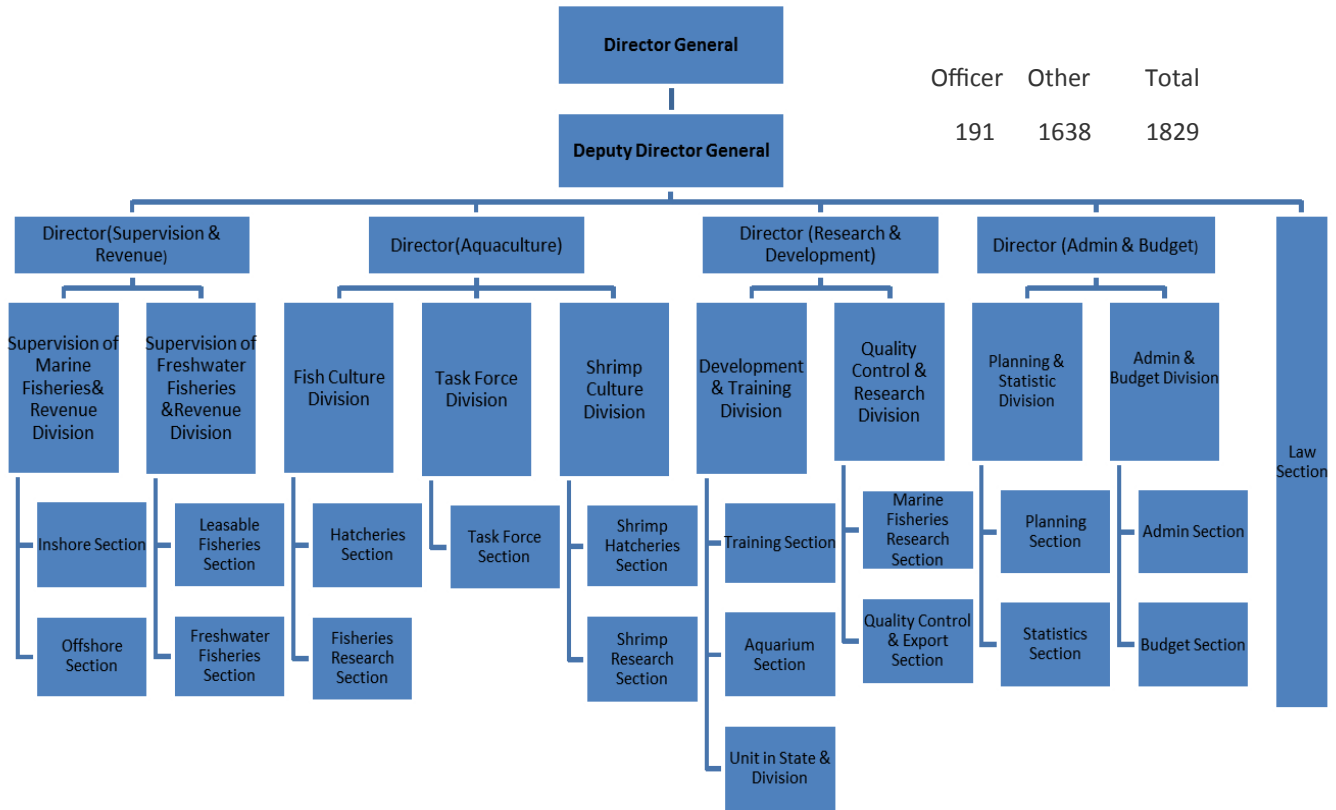 Director General
Officer Other Total
191 1638 1829
Deputy Director General
Director(Supervision &
Revenue)
Director(Aquaculture)
Director (Research &
Development)
Director (Admin & Budget)
Law
Section
Supervision of
Marine
Fisheries&
Revenue
Division
Supervision of
Freshwater
Fisheries
&Revenue
Division
Fish Culture
Division
Task Force
Division
Shrimp
Culture
Division
Development
& Training
Division
Quality
Control &
Research
Division
Planning &
Statistic
Division
Admin &
Budget Division
Inshore Section
Leasable
Fisheries
Section
Hatcheries
Section
Task Force
Section
Shrimp
Hatcheries
Section
Training Section
Marine
Fisheries
Research
Section
Planning
Section
Admin Section
Offshore
Section
Freshwater
Fisheries
Section
Fisheries
Research
Section
Shrimp
Research
Section
Aquarium
Section
Quality Control
& Export
Section
Statistics
Section
Budget Section
Unit in State &
Division